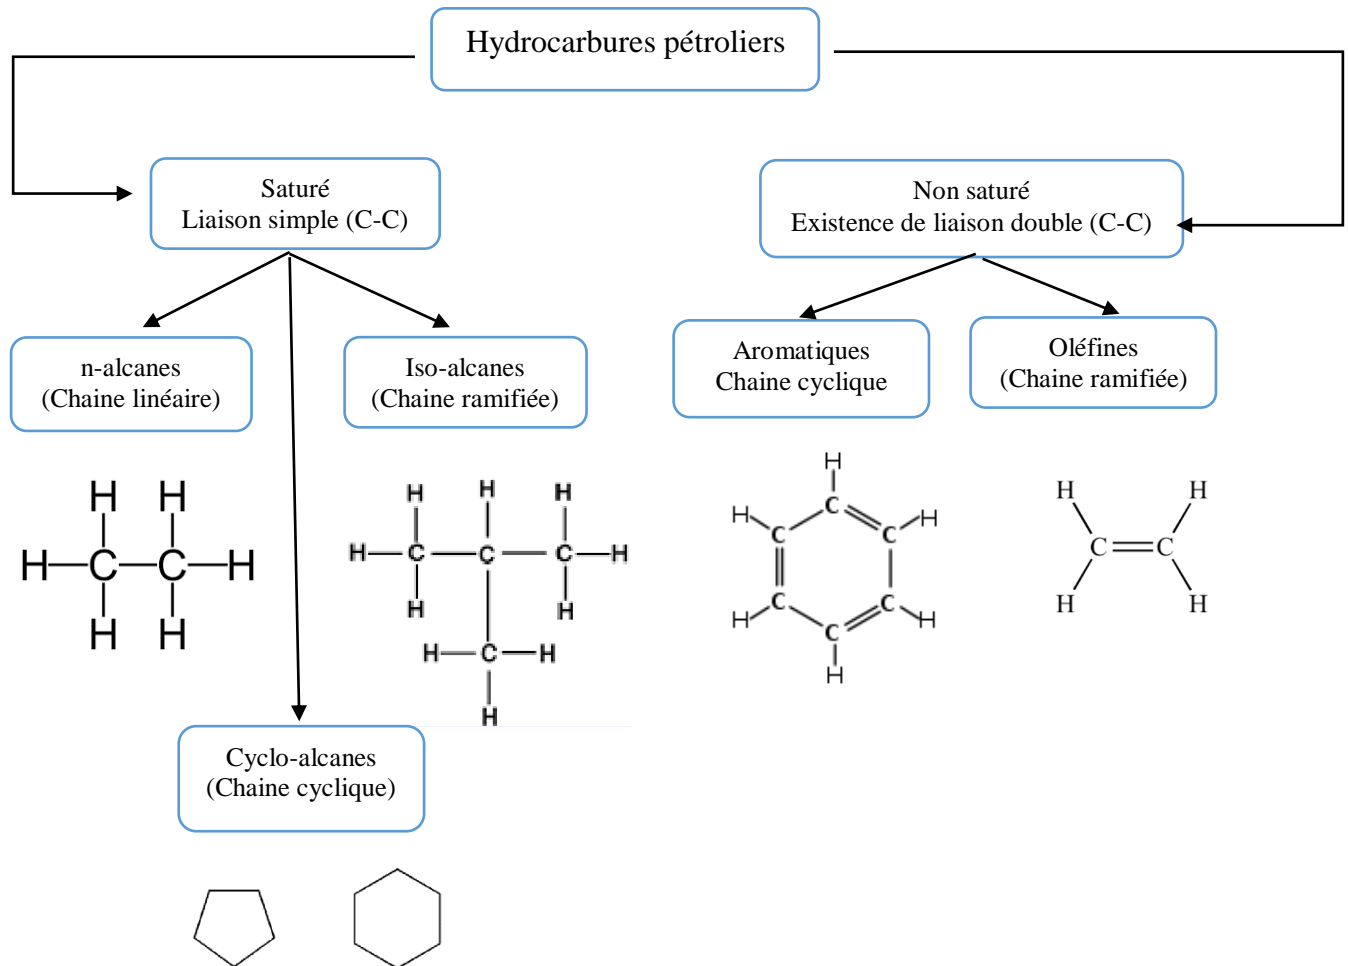 Hydrocarbures pétroliers
Saturé
Liaison simple (C-C)
Non saturé
Existence de liaison double (C-C)
n-alcanes
(Chaine linéaire)
Iso-alcanes
(Chaine ramifiée)
Aromatiques
Chaine cyclique
Oléfines
(Chaine ramifiée)
H H
H C C H
H H
H H H
H C C C H
H H
H C H
H
H
H C C H
C C
H C C H
C
H
H H
C C
H H
Cyclo-alcanes
(Chaine cyclique)